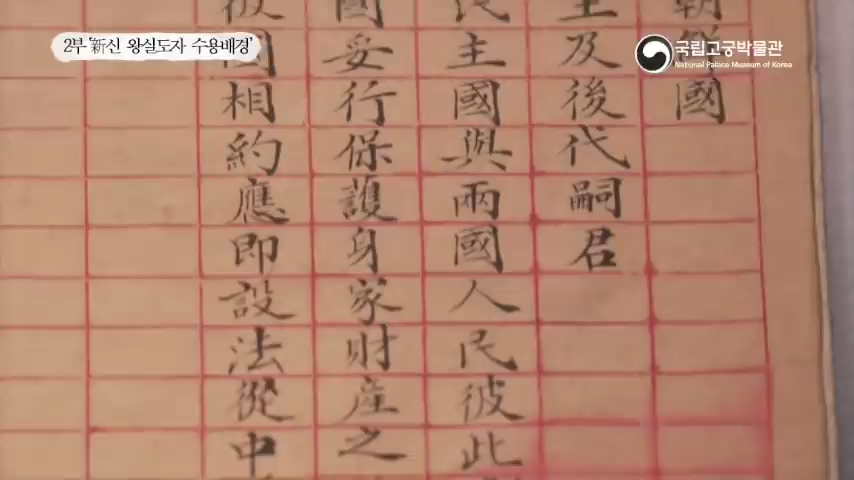 2부 '新신 왕실도자 수용배경'
국립고궁박물관
National Palace Museum of Korea
朝鮮國
主及後代嗣君
民主國與兩國人民彼此
國妥行保護身家財產之
彼國相約應即設法從中